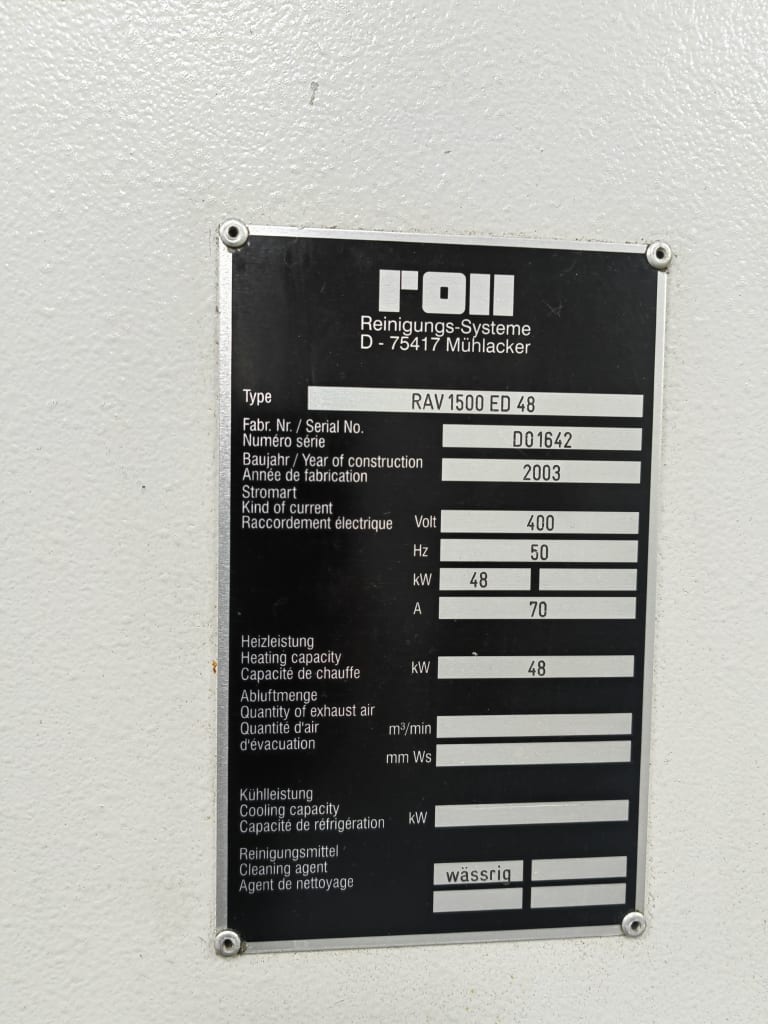 roll
Reinigungs-Systeme
D - 75417 Mühlacker
Type RAV 1500 ED 48
Fabr. Nr. / Serial No.
Numéro série D01642
Baujahr / Year of construction
Année de fabrication 2003
Stromart
Kind of current
Raccordement électrique Volt 400
Hz 50
kW 48
A 70
Heizleistung
Heating capacity
Capacité de chauffe kW 48
Abluftmenge
Quantity of exhaust air
Quantité d'air m³/min
d'évacuation
mm Ws
Kühlleistung
Cooling capacity
Capacité de réfrigération kW
Reinigungsmittel
Cleaning agent wässrig
Agent de nettoyage